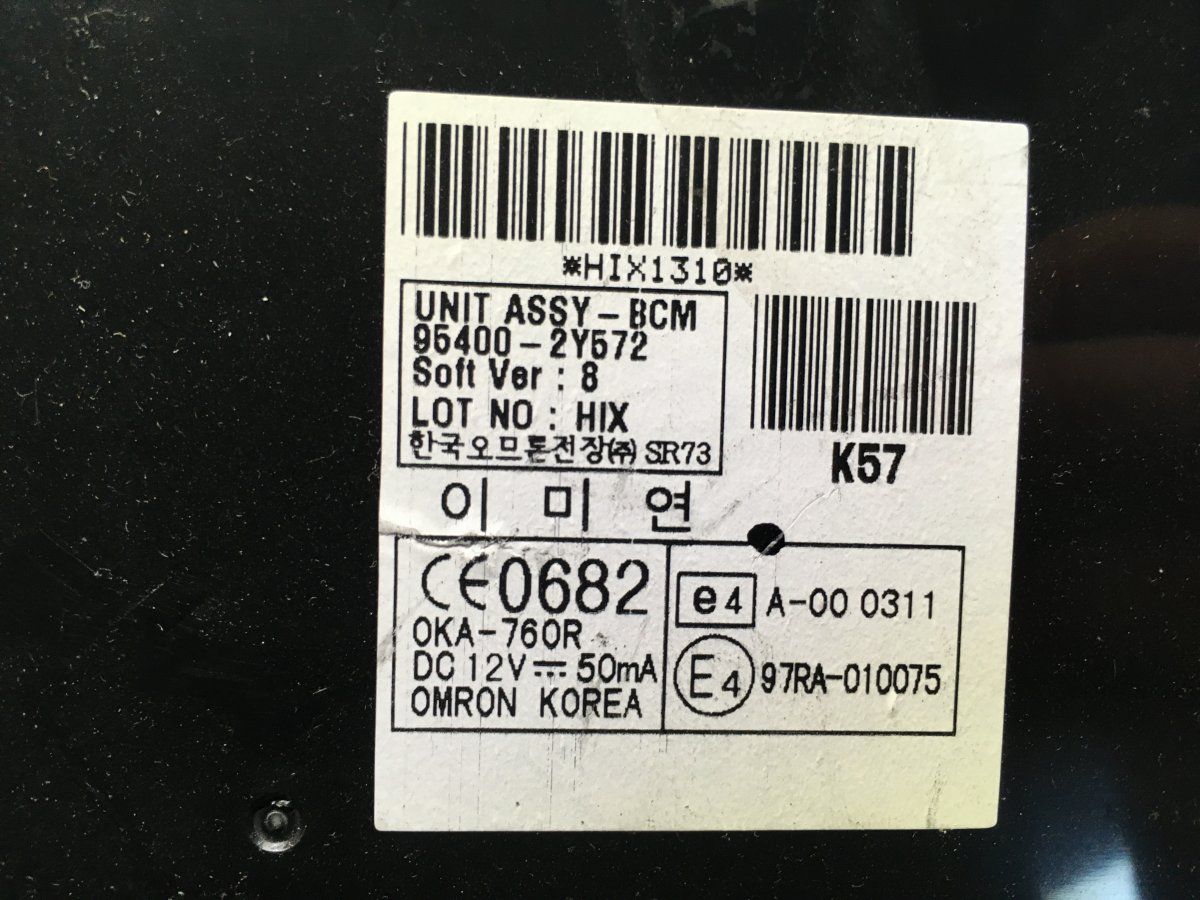 *HIX1310*
UNIT ASSY-BCM
95400-2Y572
Soft Ver : 8
LOT NO : HIX
한국오므론전장(주) SR73
K57
이 미 연
CE0682
OKA-760R
DC 12V ⎓ 50mA
OMRON KOREA
e4 A-00 0311
E4 97RA-010075